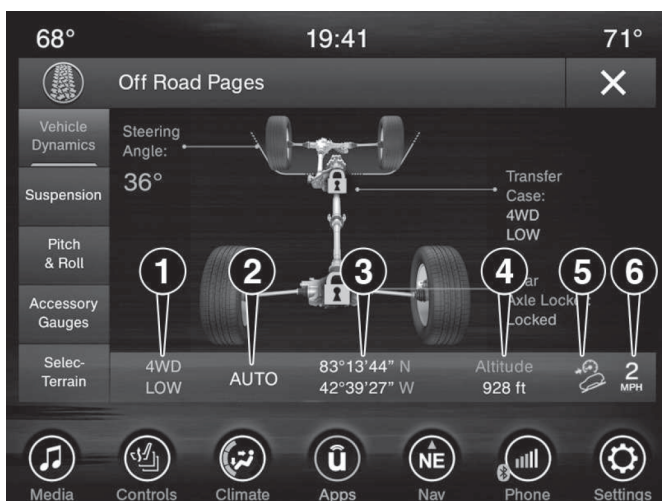 68°
19:41
71°
Off Road Pages
Vehicle
Dynamics
Suspension
Pitch
& Roll
Accessory
Gauges
Selec-
Terrain
Steering
Angle:
36°
Transfer
Case:
4WD
LOW
Axle
Locked
1
2
3
4
5
6
4WD
LOW
AUTO
83°13'44" N
42°39'27" W
Altitude
928 ft
2
MPH
Media
Controls
Climate
û
Apps
NE
Nav
Phone
Settings